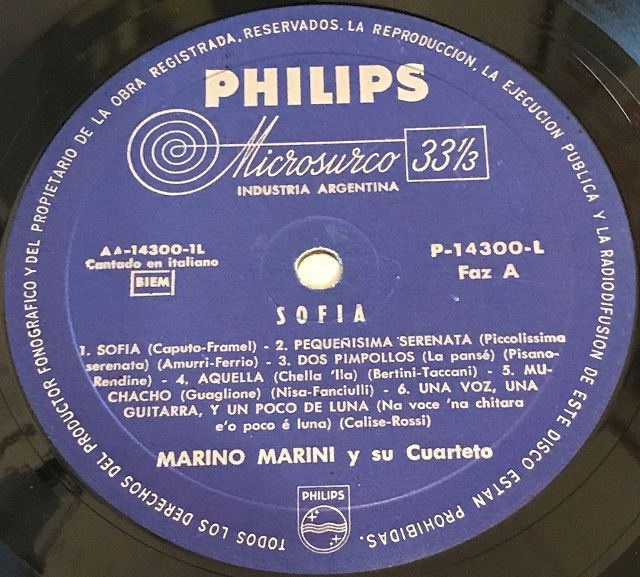 TODOS LOS DERECHOS DEL PRODUCTOR FONOGRAFICO Y DEL PROPIETARIO DE LA OBRA REGISTRADA, RESERVADOS. LA REPRODUCCION, LA EJECUCION PUBLICA Y LA RADIODIFUSION DE ESTE DISCO ESTAN PROHIBIDAS.
PHILIPS
Microsurco 33 1/3
INDUSTRIA ARGENTINA
AA-14300-1L
Cantado en italiano
BIEM
P-14300-L
Faz A
SOFIA
1. SOFIA (Caputo-Framel) - 2. PEQUEÑISIMA SERENATA (Piccolissima
serenata) (Amurri-Ferrio) - 3. DOS PIMPOLLOS (La pansé) (Pisano-
Rendine) - 4. AQUELLA (Chella 'lla) (Bertini-Taccani) - 5. MU-
CHACHO (Guaglione) (Nisa-Fanciulli) - 6. UNA VOZ, UNA
GUITARRA, Y UN POCO DE LUNA (Na voce 'na chitara
e'o poco é luna) (Calise-Rossi)
MARINO MARINI y su Cuarteto
PHILIPS